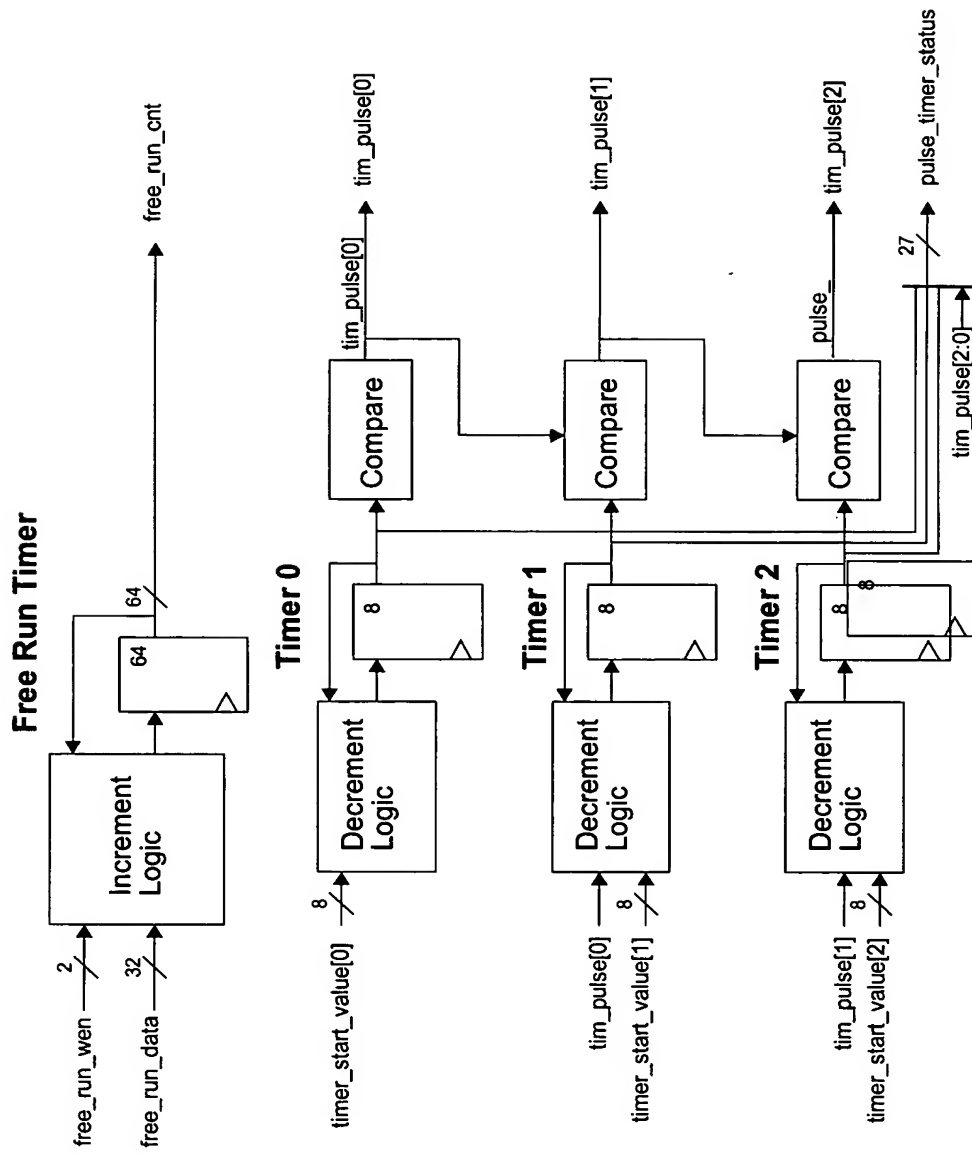 Free Run Timer
free_run_wen
2
free_run_data
32
Increment
Logic
64
64
free_run_cnt
Timer 0
timer_start_value[0]
8
Decrement
Logic
8
Compare
tim_pulse[0]
tim_pulse[0]
Timer 1
tim_pulse[0]
timer_start_value[1]
8
Decrement
Logic
8
Compare
tim_pulse[1]
Timer 2
tim_pulse[1]
timer_start_value[2]
8
Decrement
Logic
8
8
Compare
pulse_
tim_pulse[2]
tim_pulse[2:0]
27
pulse_timer_status